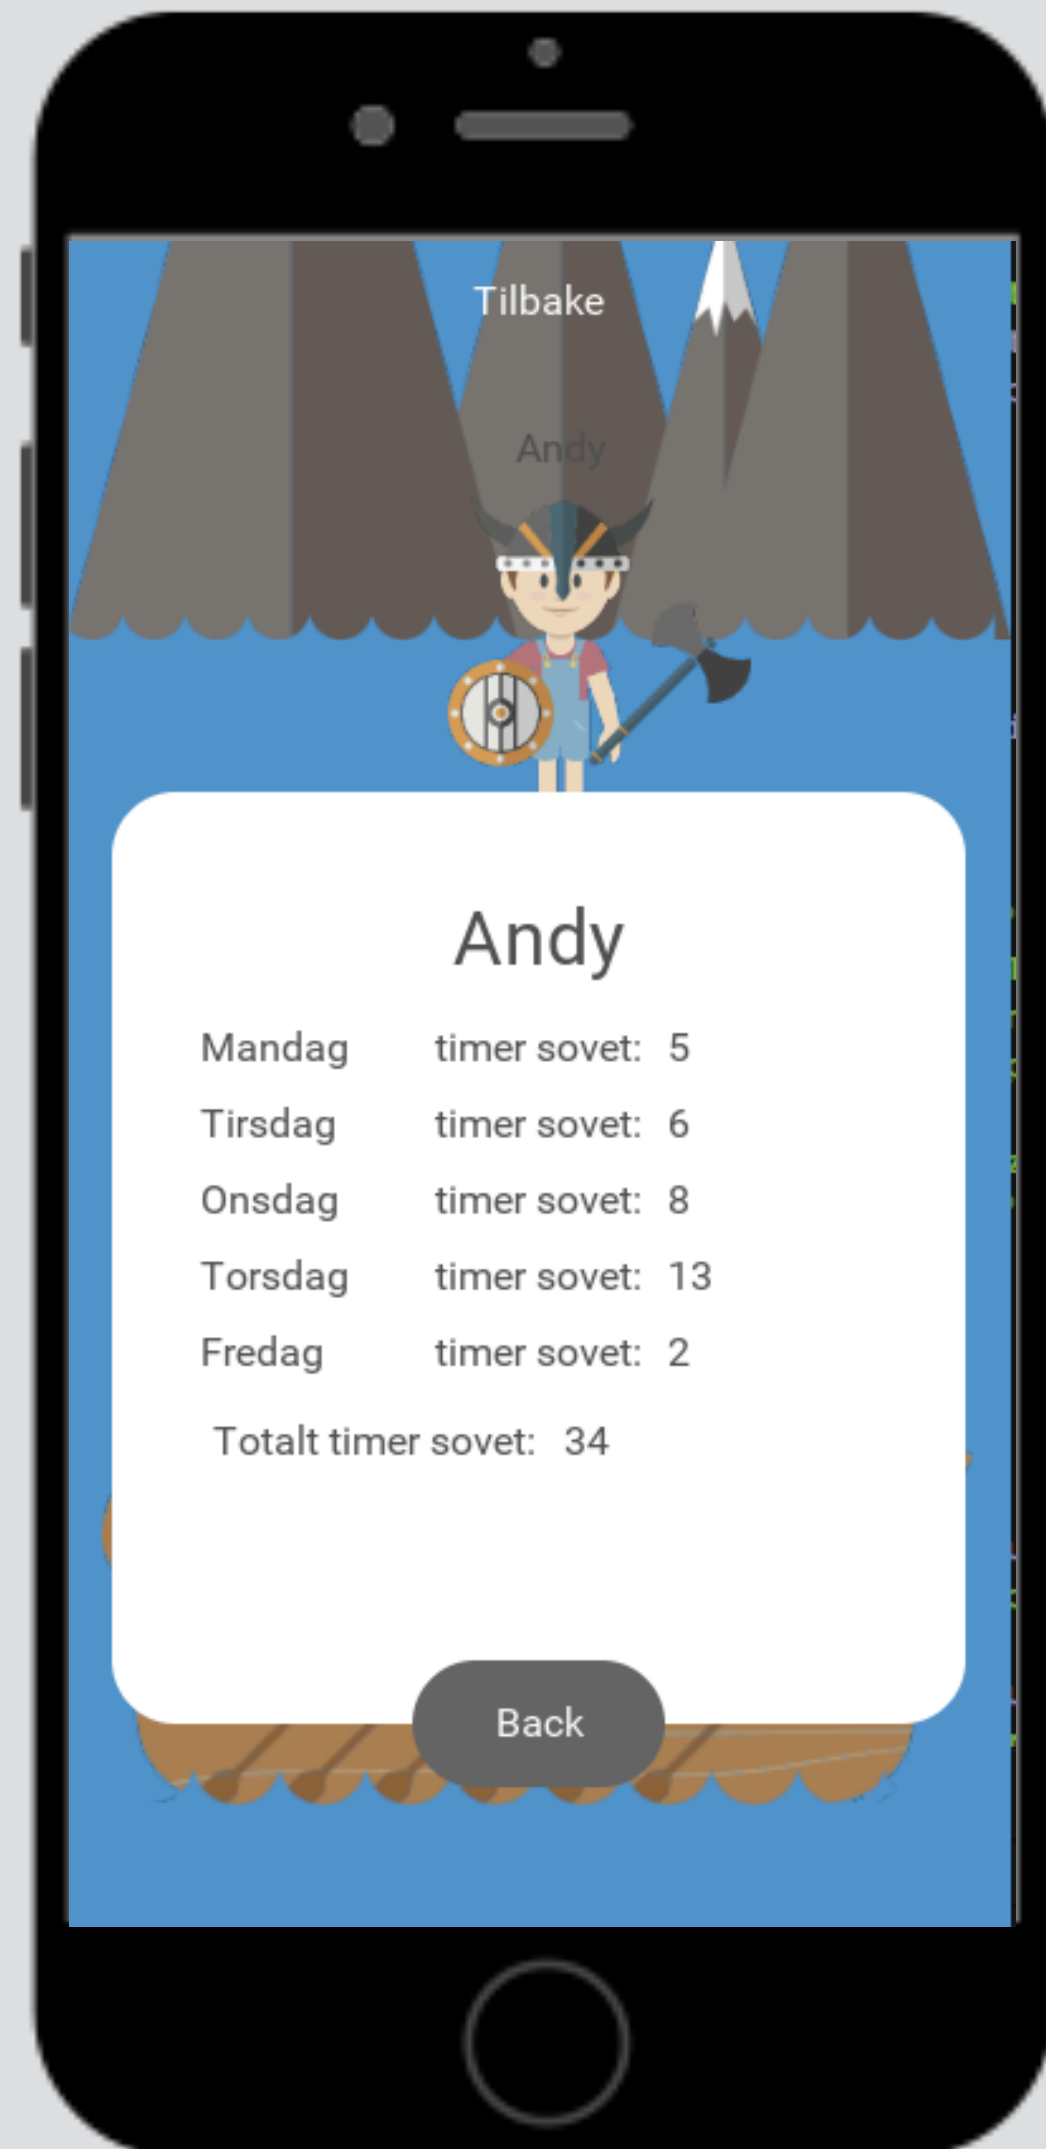 Tilbake
Andy
Andy
Mandag timer sovet: 5
Tirsdag timer sovet: 6
Onsdag timer sovet: 8
Torsdag timer sovet: 13
Fredag timer sovet: 2
Totalt timer sovet: 34
Back